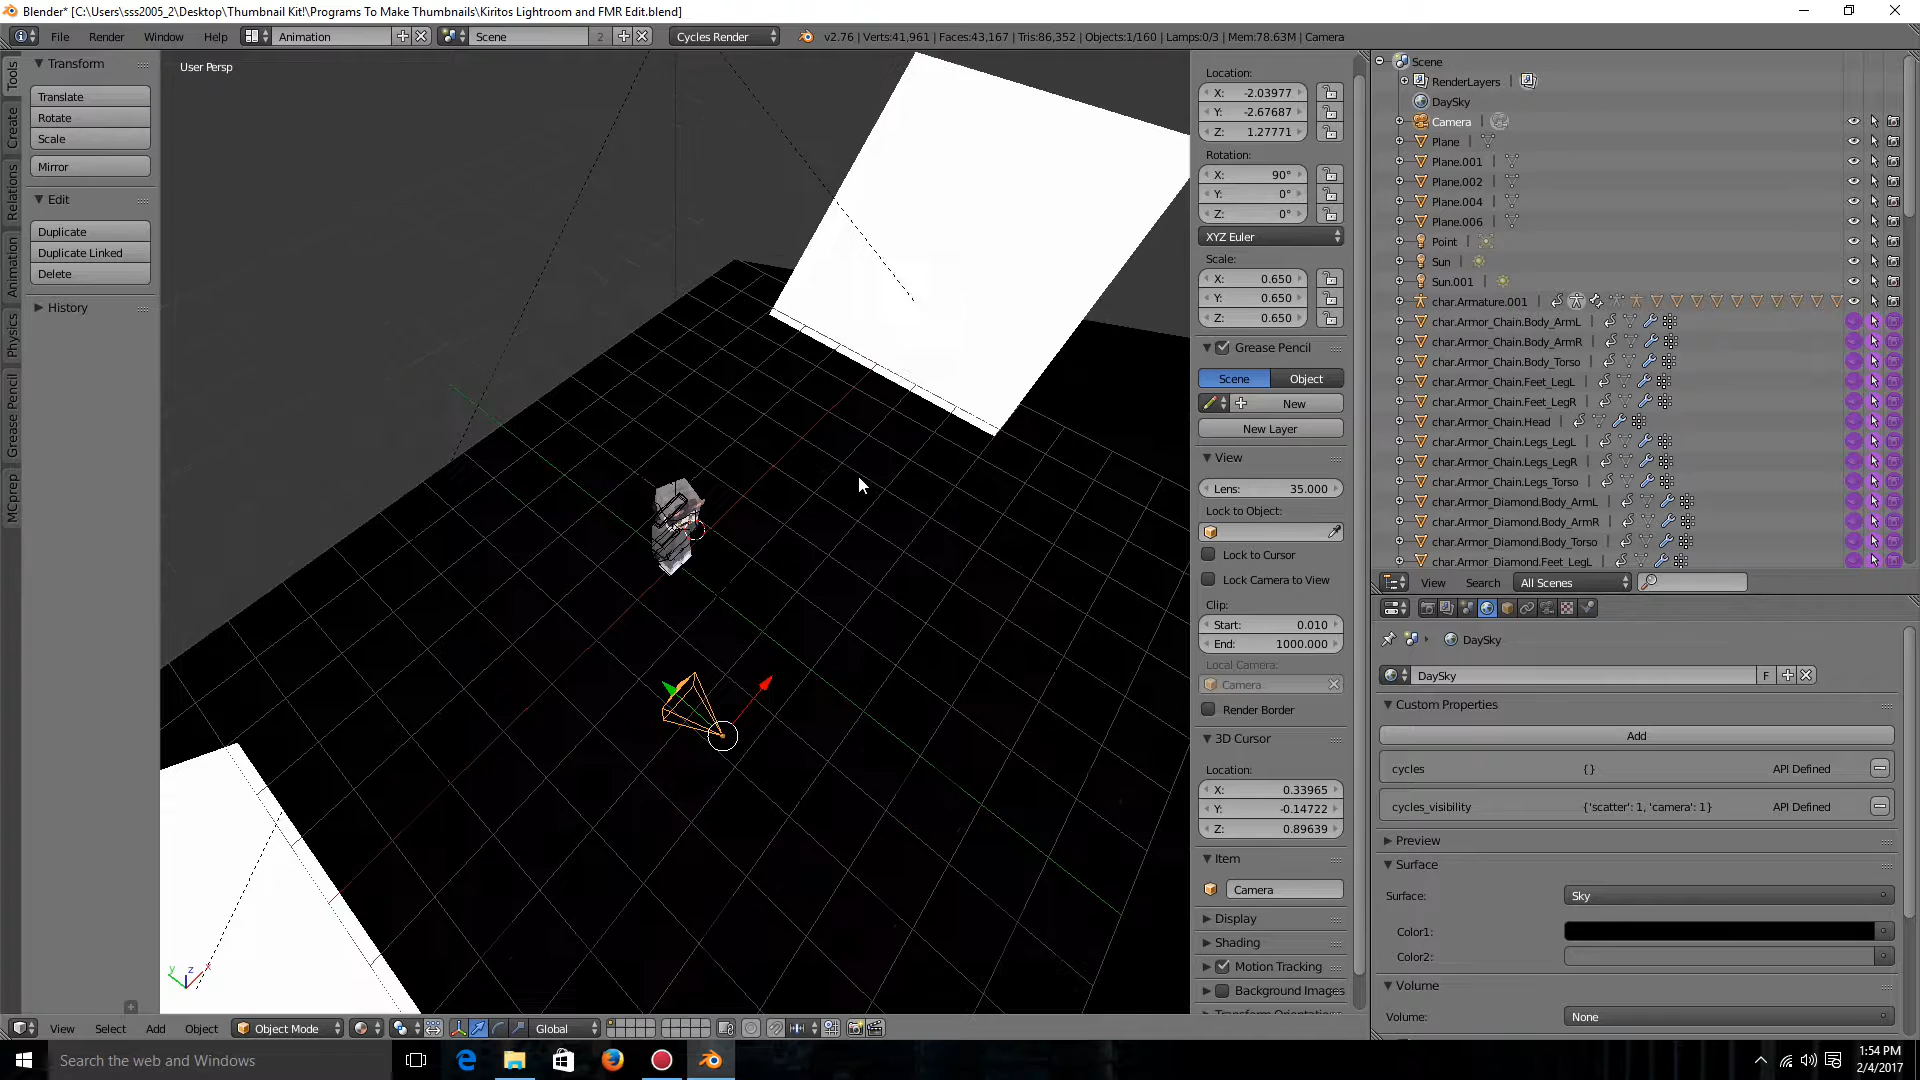 Blender* [C:\Users\sss2005_2\Desktop\Thumbnail Kit!\Programs To Make Thumbnails\Kiritos Lightroom and FMR Edit.blend]
File Render Window Help Animation Scene 2 Cycles Render v2.76 | Verts:41,961 | Faces:43,167 | Tris:86,352 | Objects:1/160 | Lamps:0/3 | Mem:78.63M | Camera
Tools
Create
Relations
Animation
Physics
Grease Pencil
MCprep
Transform
Translate
Rotate
Scale
Mirror
Edit
Duplicate
Duplicate Linked
Delete
History
User Persp
y z x
Location:
X: -2.03977
Y: -2.67687
Z: 1.27771
Rotation:
X: 90°
Y: 0°
Z: 0°
XYZ Euler
Scale:
X: 0.650
Y: 0.650
Z: 0.650
Grease Pencil
Scene Object
New
New Layer
View
Lens: 35.000
Lock to Object:
Lock to Cursor
Lock Camera to View
Clip:
Start: 0.010
End: 1000.000
Local Camera:
Camera
Render Border
3D Cursor
Location:
X: 0.33965
Y: -0.14722
Z: 0.89639
Item
Camera
Display
Shading
Motion Tracking
Background Images
Scene
RenderLayers
DaySky
Camera
Plane
Plane.001
Plane.002
Plane.004
Plane.006
Point
Sun
Sun.001
char.Armature.001
char.Armor_Chain.Body_ArmL
char.Armor_Chain.Body_ArmR
char.Armor_Chain.Body_Torso
char.Armor_Chain.Feet_LegL
char.Armor_Chain.Feet_LegR
char.Armor_Chain.Head
char.Armor_Chain.Legs_LegL
char.Armor_Chain.Legs_LegR
char.Armor_Chain.Legs_Torso
char.Armor_Diamond.Body_ArmL
char.Armor_Diamond.Body_ArmR
char.Armor_Diamond.Body_Torso
char.Armor_Diamond.Feet_LegL
View Search All Scenes
DaySky
DaySky F
Custom Properties
Add
cycles {} API Defined
cycles_visibility {'scatter': 1, 'camera': 1} API Defined
Preview
Surface
Surface: Sky
Color1:
Color2:
Volume
Volume: None
View Select Add Object Object Mode Global
Search the web and Windows
1:54 PM
2/4/2017